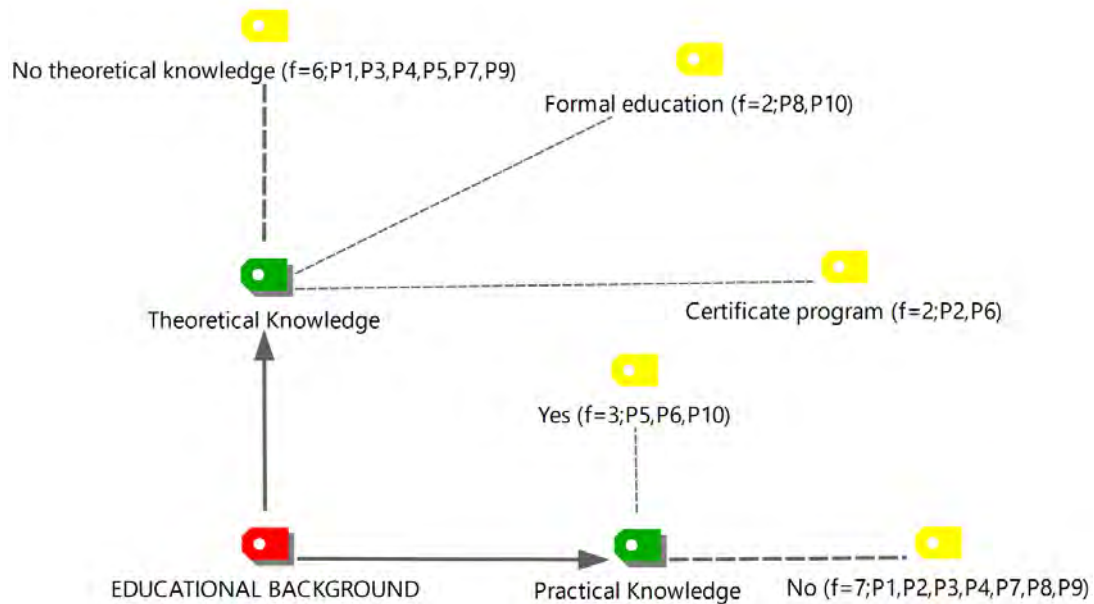 No theoretical knowledge (f=6;P1,P3,P4,P5,P7,P9)
Formal education (f=2;P8,P10)
Theoretical Knowledge
Certificate program (f=2;P2,P6)
Yes (f=3;P5,P6,P10)
EDUCATIONAL BACKGROUND
Practical Knowledge
No (f=7;P1,P2,P3,P4,P7,P8,P9)